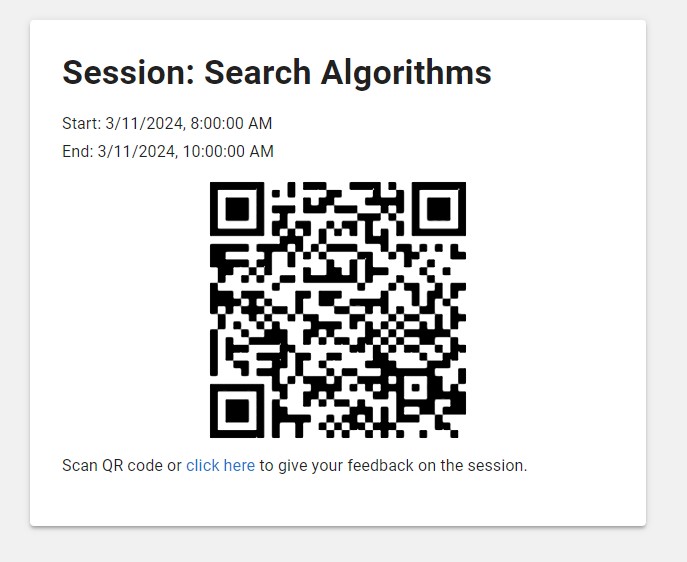 Session: Search Algorithms
Start: 3/11/2024, 8:00:00 AM
End: 3/11/2024, 10:00:00 AM
Scan QR code or click here to give your feedback on the session.